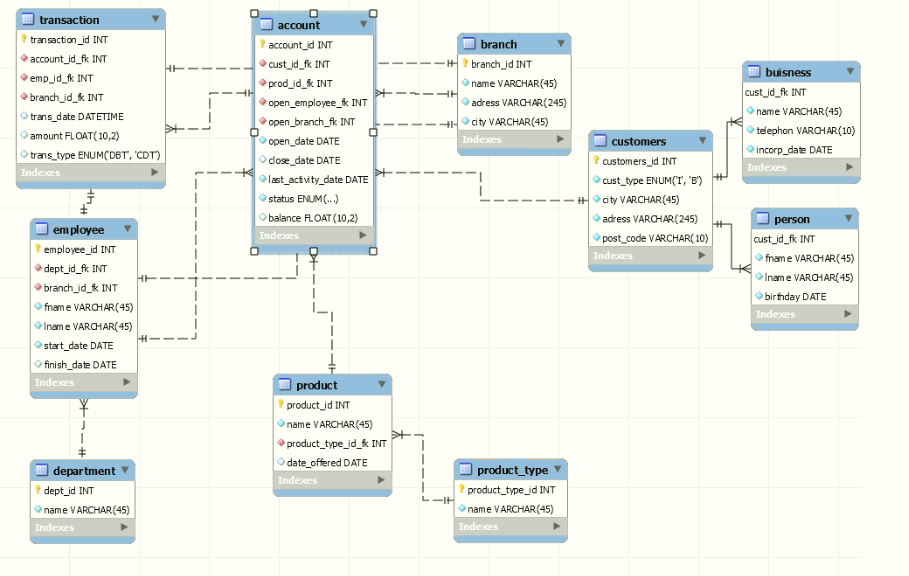 transaction
transaction_id INT
account_id_fk INT
emp_id_fk INT
branch_id_fk INT
trans_date DATETIME
amount FLOAT(10,2)
trans_type ENUM('DBT', 'CDT')
Indexes
account
account_id INT
cust_id_fk INT
prod_id_fk INT
open_employee_fk INT
open_branch_fk INT
open_date DATE
close_date DATE
last_activity_date DATE
status ENUM(...)
balance FLOAT(10,2)
Indexes
branch
branch_id INT
name VARCHAR(45)
adress VARCHAR(245)
city VARCHAR(45)
Indexes
buisness
cust_id_fk INT
name VARCHAR(45)
telephon VARCHAR(10)
incorp_date DATE
Indexes
customers
customers_id INT
cust_type ENUM('I', 'B')
city VARCHAR(45)
adress VARCHAR(245)
post_code VARCHAR(10)
Indexes
person
cust_id_fk INT
fname VARCHAR(45)
lname VARCHAR(45)
birthday DATE
Indexes
employee
employee_id INT
dept_id_fk INT
branch_id_fk INT
fname VARCHAR(45)
lname VARCHAR(45)
start_date DATE
finish_date DATE
Indexes
product
product_id INT
name VARCHAR(45)
product_type_id_fk INT
date_offered DATE
Indexes
department
dept_id INT
name VARCHAR(45)
Indexes
product_type
product_type_id INT
name VARCHAR(45)
Indexes